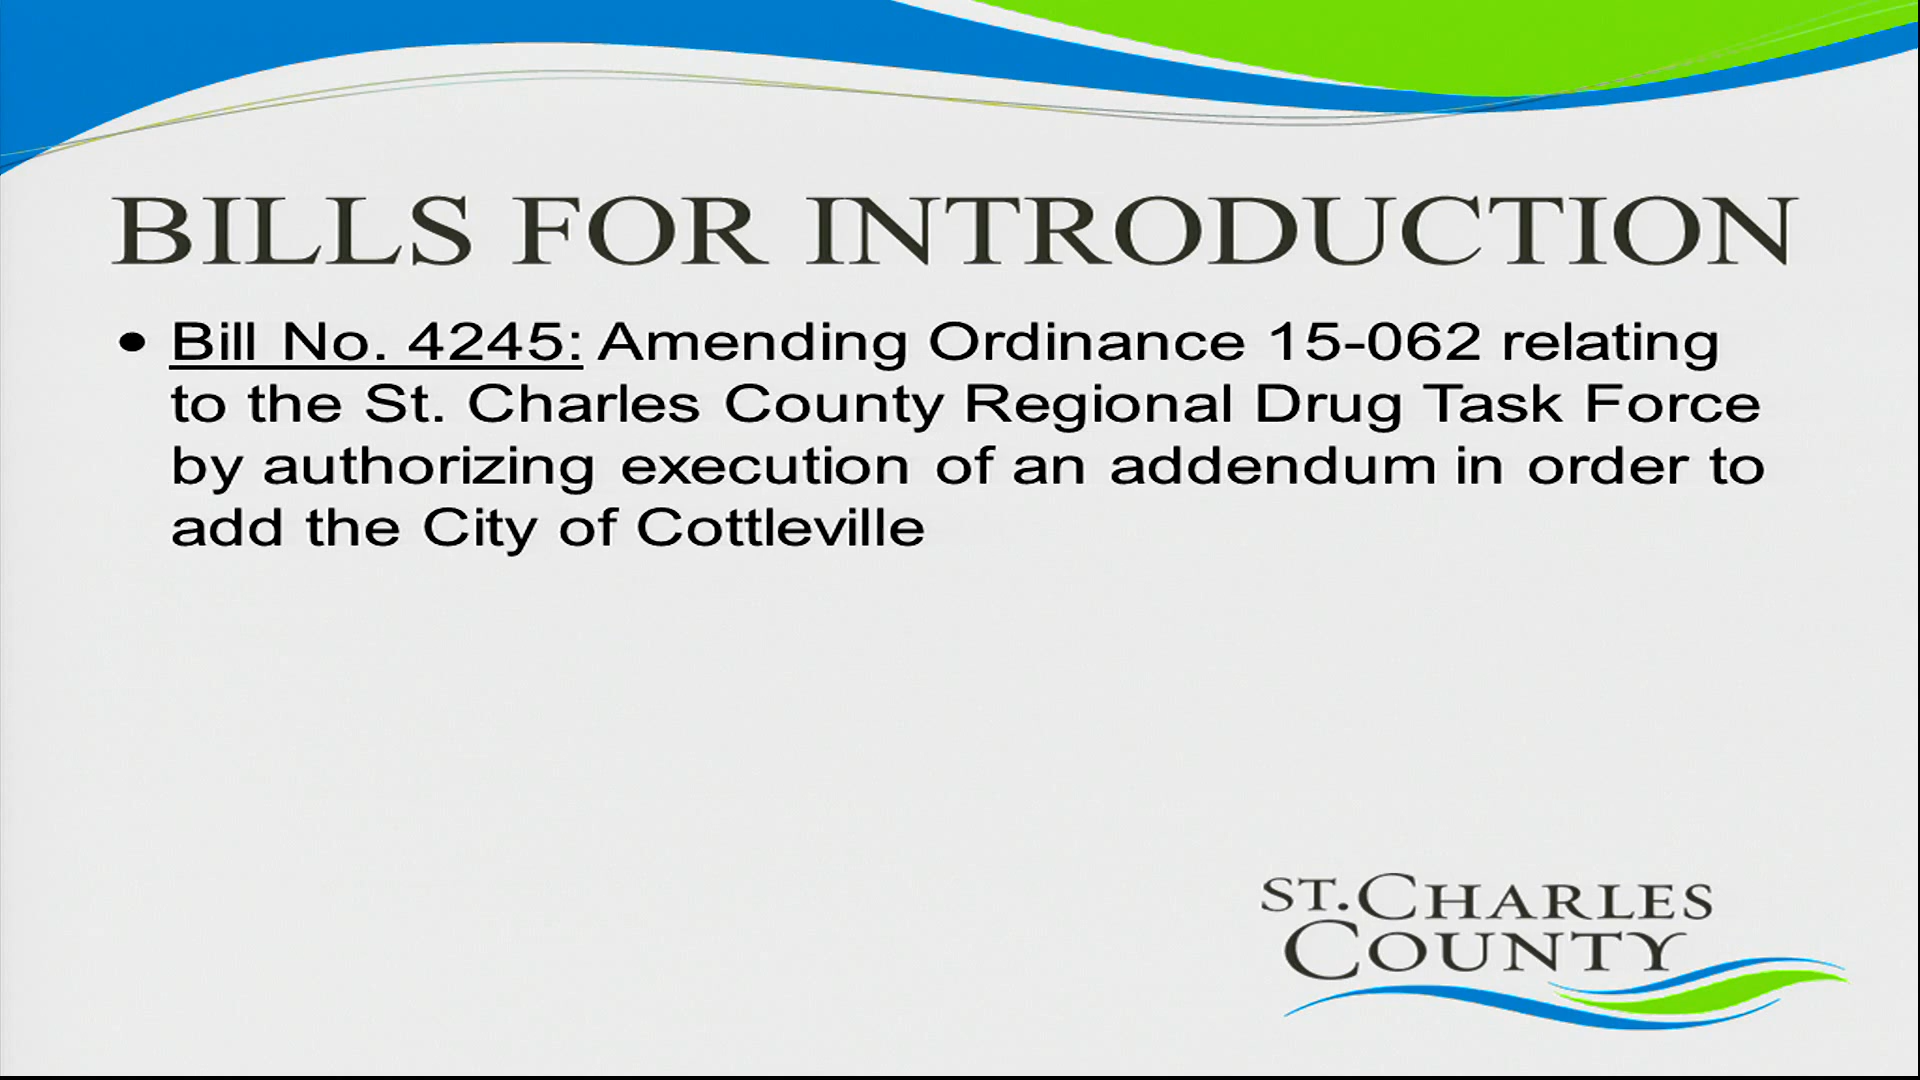 BILLS FOR INTRODUCTION
• Bill No. 4245: Amending Ordinance 15-062 relating
to the St. Charles County Regional Drug Task Force
by authorizing execution of an addendum in order to
add the City of Cottleville
ST. CHARLES
COUNTY